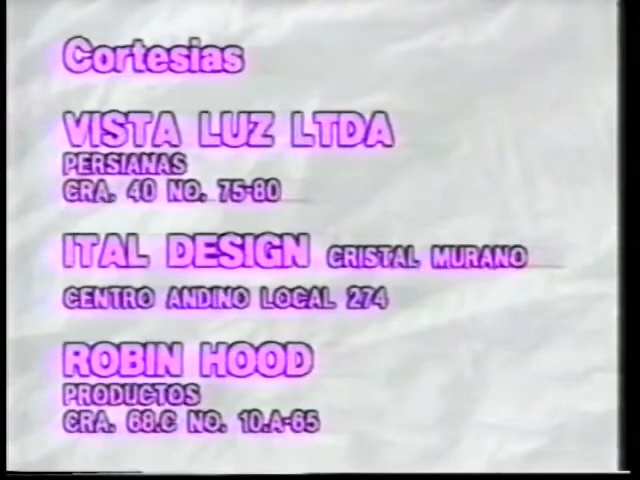 Cortesias
VISTA LUZ LTDA
PERSIANAS
CRA. 40 NO. 75-80
ITAL DESIGN CRISTAL MURANO
CENTRO ANDINO LOCAL 274
ROBIN HOOD
PRODUCTOS
CRA. 68.C NO. 10.A-65